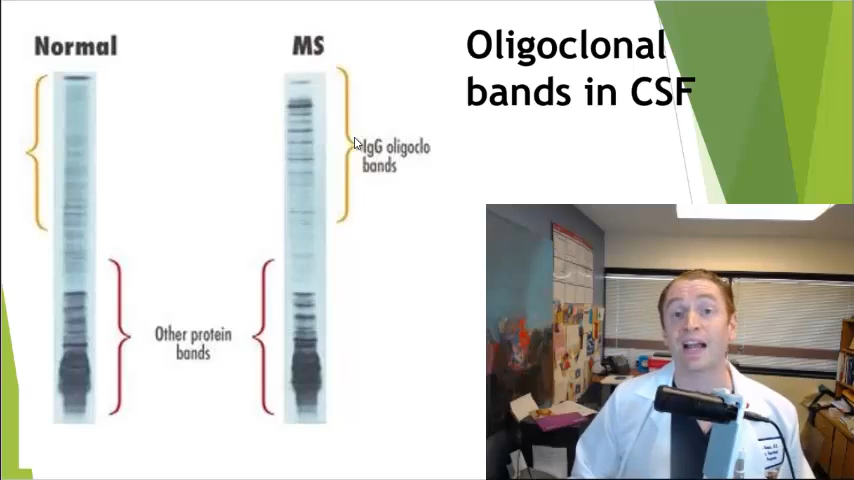 Normal
MS
Oligoclonal
bands in CSF
IgG oligoclo
bands
Other protein
bands